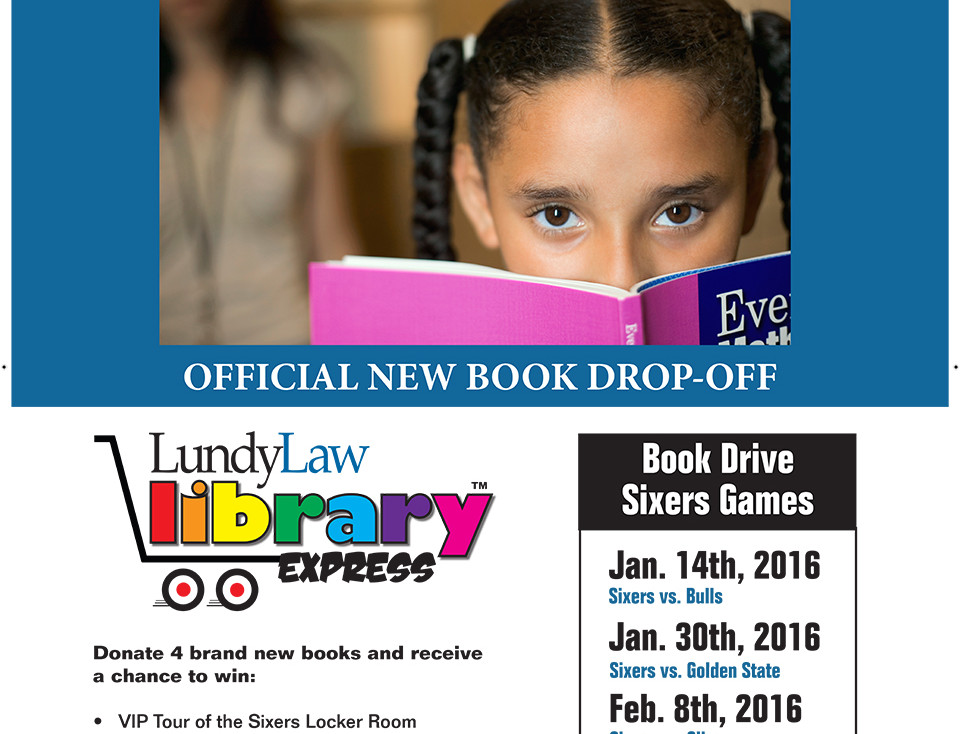 Eve
Eve
OFFICIAL NEW BOOK DROP-OFF
LundyLaw
library™
EXPRESS
Donate 4 brand new books and receive
a chance to win:
• VIP Tour of the Sixers Locker Room
Book Drive
Sixers Games
Jan. 14th, 2016
Sixers vs. Bulls
Jan. 30th, 2016
Sixers vs. Golden State
Feb. 8th, 2016